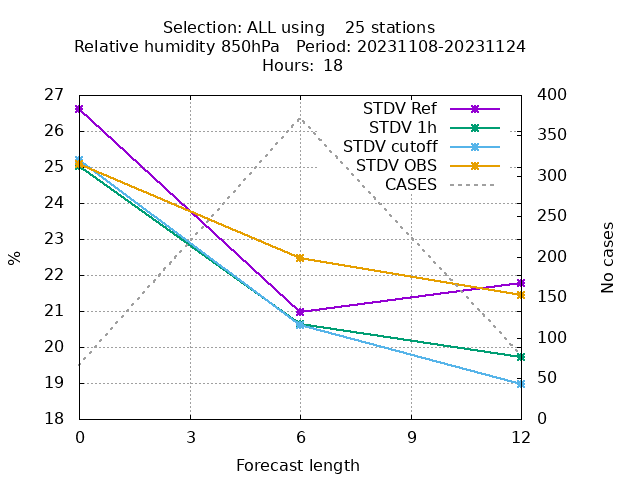 Selection: ALL using    25 stations
Relative humidity 850hPa   Period: 20231108-20231124
Hours: 18
27 400
26 350
25 300
24 250
23 200
22 150
21 100
20 50
19 0
18
STDV Ref
STDV 1h
STDV cutoff
STDV OBS
CASES
%
No cases
0 3 6 9 12
Forecast length